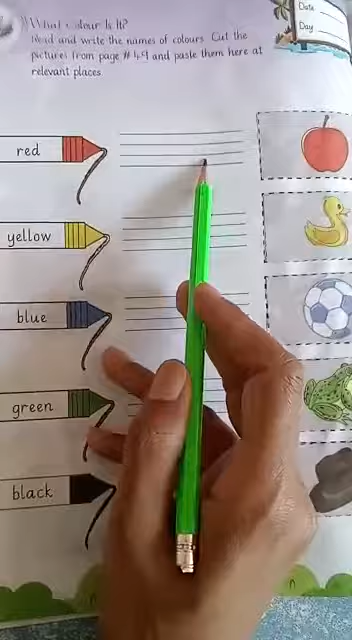 What Colour Is It?
Date
Day
Read and write the names of colours. Cut the
pictures from page # 49 and paste them here at
relevant places
red
yellow
blue
green
black